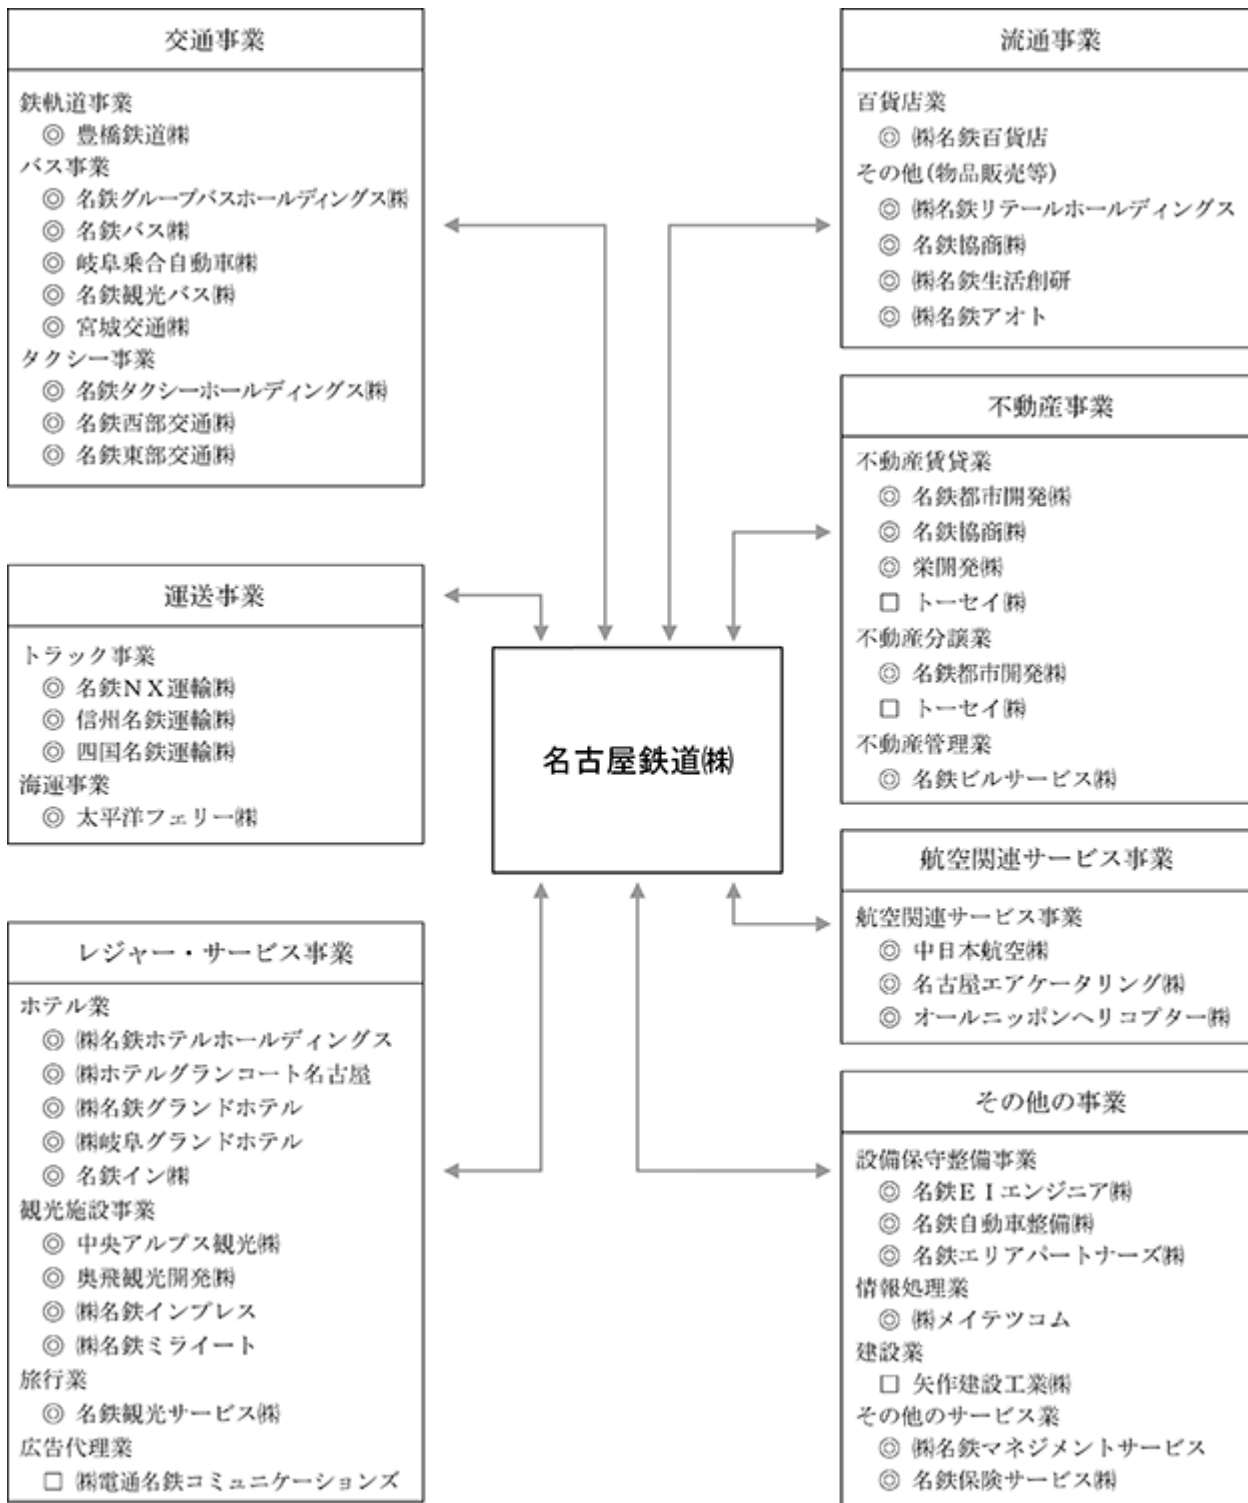 交通事業
鉄軌道事業
◎ 豊橋鉄道㈱
バス事業
◎ 名鉄グループバスホールディングス㈱
◎ 名鉄バス㈱
◎ 岐阜乗合自動車㈱
◎ 名鉄観光バス㈱
◎ 宮城交通㈱
タクシー事業
◎ 名鉄タクシーホールディングス㈱
◎ 名鉄西部交通㈱
◎ 名鉄東部交通㈱
運送事業
トラック事業
◎ 名鉄ＮＸ運輸㈱
◎ 信州名鉄運輸㈱
◎ 四国名鉄運輸㈱
海運事業
◎ 太平洋フェリー㈱
レジャー・サービス事業
ホテル業
◎ ㈱名鉄ホテルホールディングス
◎ ㈱ホテルグランコート名古屋
◎ ㈱名鉄グランドホテル
◎ ㈱岐阜グランドホテル
◎ 名鉄イン㈱
観光施設事業
◎ 中央アルプス観光㈱
◎ 奥飛観光開発㈱
◎ ㈱名鉄インプレス
◎ ㈱名鉄ミライート
旅行業
◎ 名鉄観光サービス㈱
広告代理業
□ ㈱電通名鉄コミュニケーションズ
名古屋鉄道㈱
流通事業
百貨店業
◎ ㈱名鉄百貨店
その他(物品販売等)
◎ ㈱名鉄リテールホールディングス
◎ 名鉄協商㈱
◎ ㈱名鉄生活創研
◎ ㈱名鉄アオト
不動産事業
不動産賃貸業
◎ 名鉄都市開発㈱
◎ 名鉄協商㈱
◎ 栄開発㈱
□ トーセイ㈱
不動産分譲業
◎ 名鉄都市開発㈱
□ トーセイ㈱
不動産管理業
◎ 名鉄ビルサービス㈱
航空関連サービス事業
航空関連サービス事業
◎ 中日本航空㈱
◎ 名古屋エアケータリング㈱
◎ オールニッポンヘリコプター㈱
その他の事業
設備保守整備事業
◎ 名鉄ＥＩエンジニア㈱
◎ 名鉄自動車整備㈱
◎ 名鉄エリアパートナーズ㈱
情報処理業
◎ ㈱メイテツコム
建設業
□ 矢作建設工業㈱
その他のサービス業
◎ ㈱名鉄マネジメントサービス
◎ 名鉄保険サービス㈱